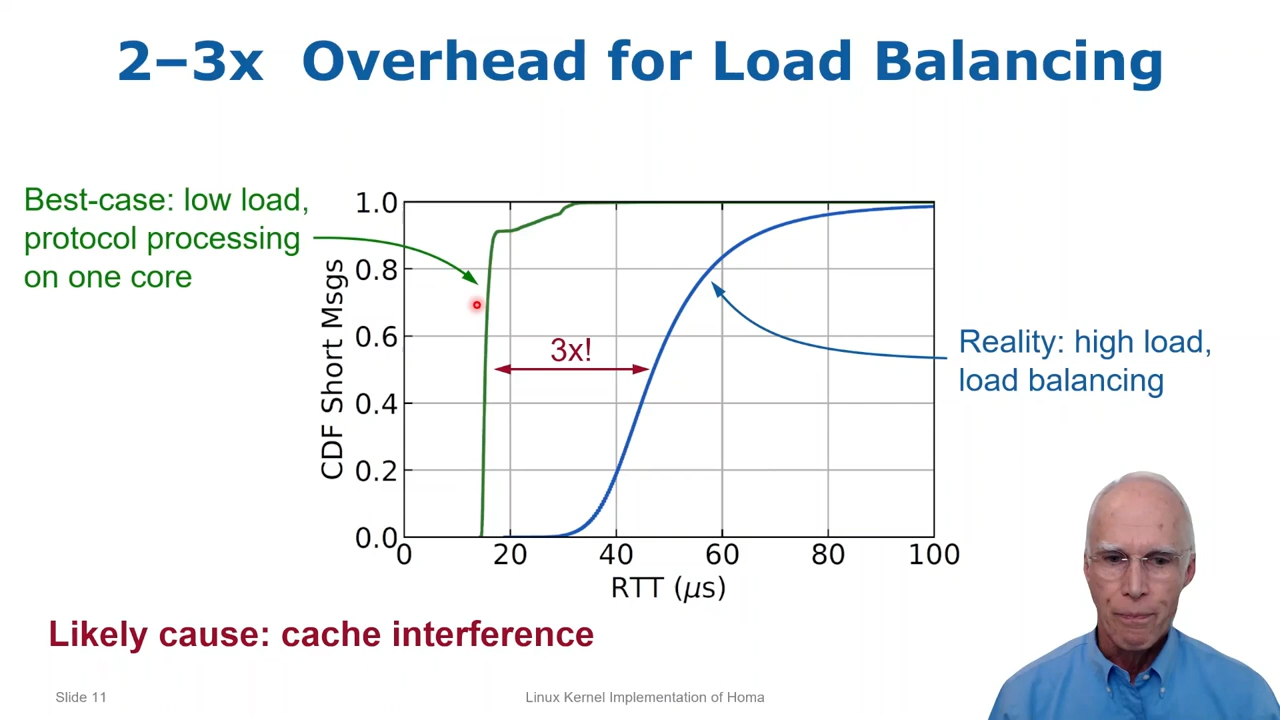 2–3x Overhead for Load Balancing
Best-case: low load,
protocol processing
on one core
1.0
0.8
0.6
0.4
0.2
0.0
CDF Short Msgs
3x!
0
20
40
60
80
100
RTT (μs)
Reality: high load,
load balancing
Likely cause: cache interference
Slide 11
Linux Kernel Implementation of Homa